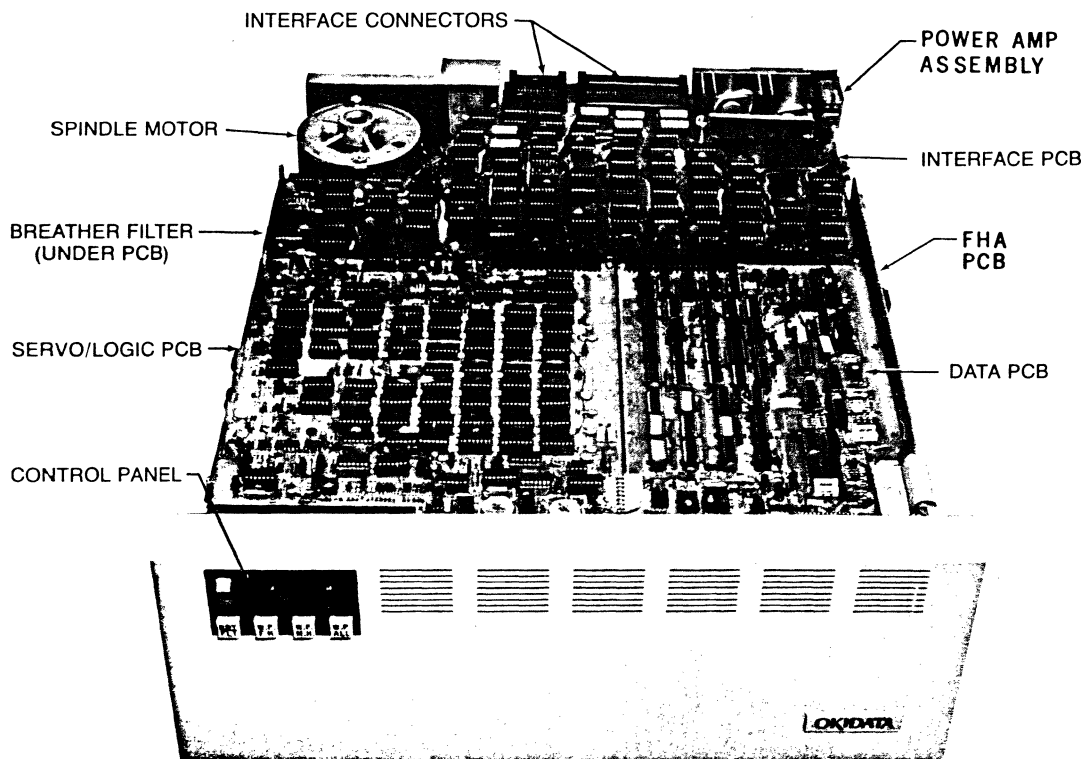 INTERFACE CONNECTORS
POWER AMP
ASSEMBLY
SPINDLE MOTOR
INTERFACE PCB
BREATHER FILTER
(UNDER PCB)
FHA
PCB
SERVO/LOGIC PCB
DATA PCB
CONTROL PANEL
OKIDATA